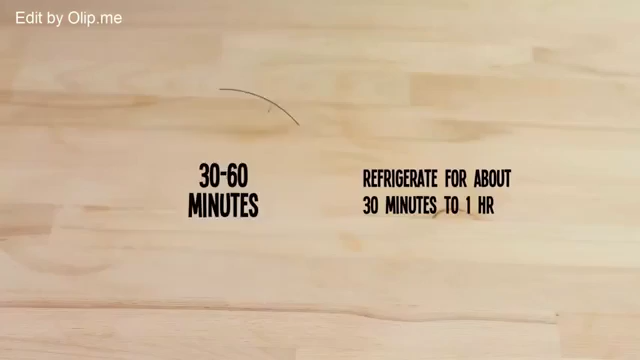 Edit by Olip.me
30-60
MINUTES
REFRIGERATE FOR ABOUT
30 MINUTES TO 1 HR